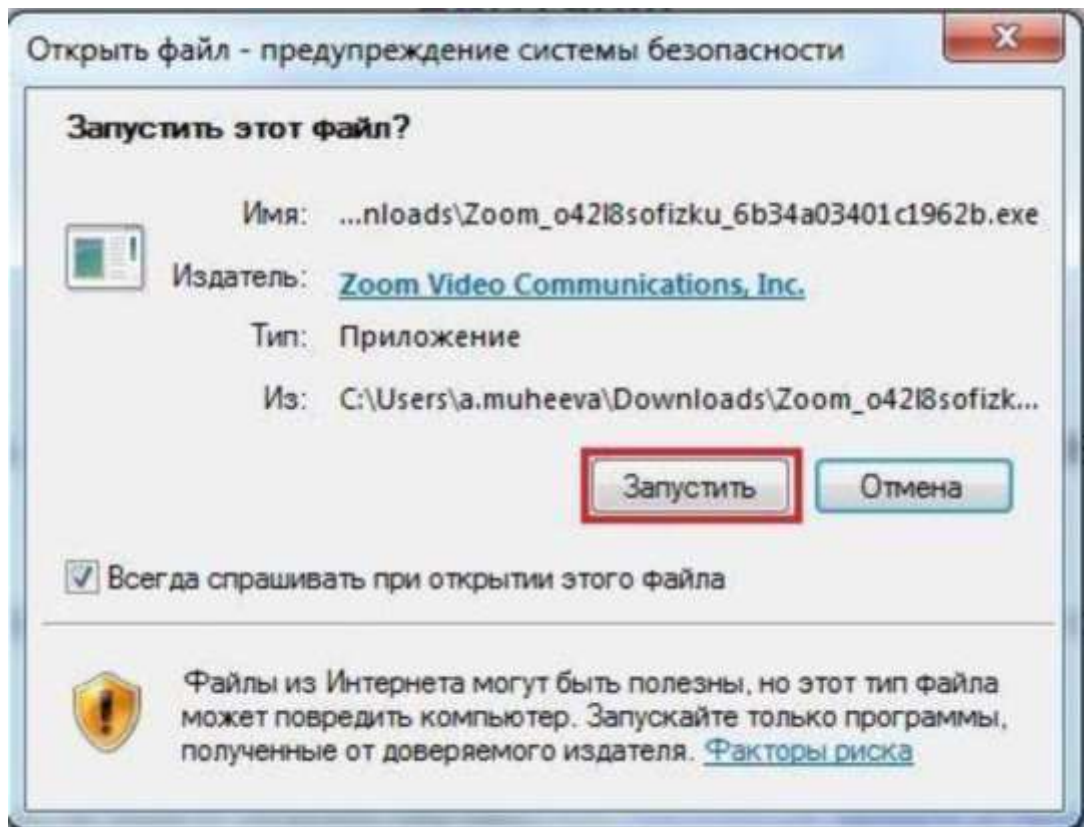 Открыть файл - предупреждение системы безопасности
Запустить этот файл?
Имя: ...nloads\Zoom_o42l8sofizku_6b34a03401c1962b.exe
Издатель: Zoom Video Communications, Inc.
Тип: Приложение
Из: C:\Users\a.muheeva\Downloads\Zoom_o42l8sofizk...
Запустить Отмена
Всегда спрашивать при открытии этого файла
Файлы из Интернета могут быть полезны, но этот тип файла
может повредить компьютер. Запускайте только программы,
полученные от доверяемого издателя. Факторы риска